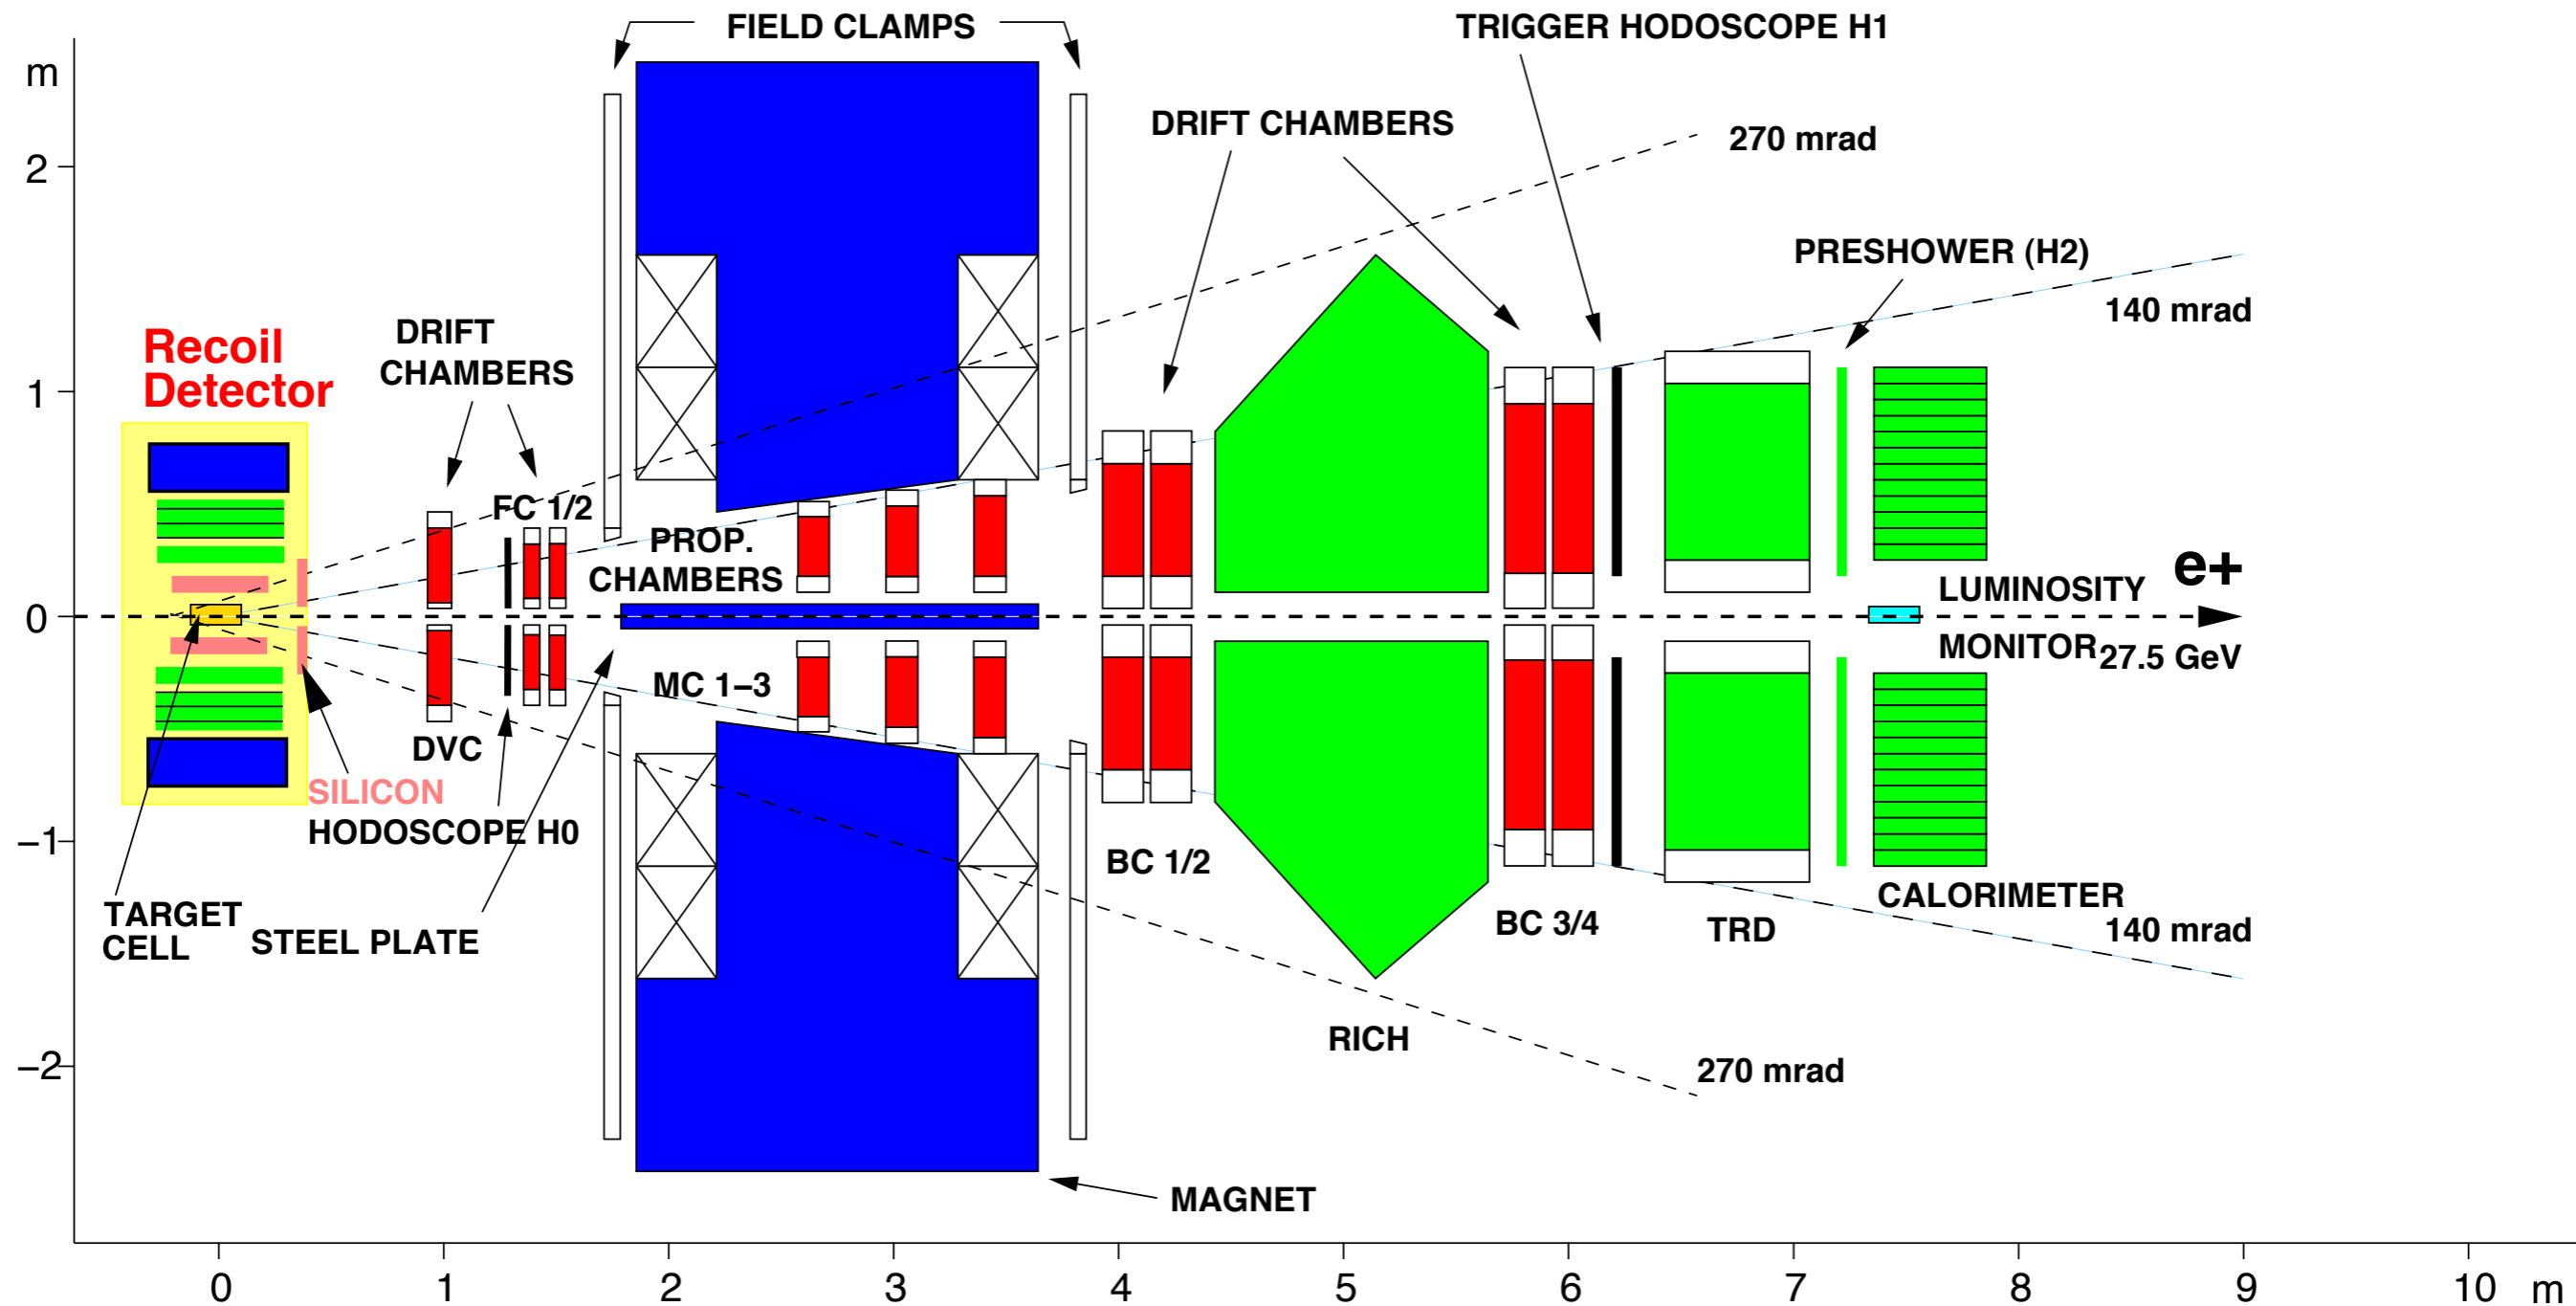 FIELD CLAMPS
TRIGGER HODOSCOPE H1
m
DRIFT CHAMBERS
270 mrad
2
PRESHOWER (H2)
140 mrad
DRIFT
CHAMBERS
Recoil
Detector
1
FC 1/2
PROP.
CHAMBERS
e+
LUMINOSITY
0
MONITOR
27.5 GeV
MC 1–3
DVC
SILICON
HODOSCOPE H0
–1
BC 1/2
CALORIMETER
TARGET
CELL
STEEL PLATE
BC 3/4
TRD
140 mrad
RICH
–2
270 mrad
MAGNET
0 1 2 3 4 5 6 7 8 9 10 m